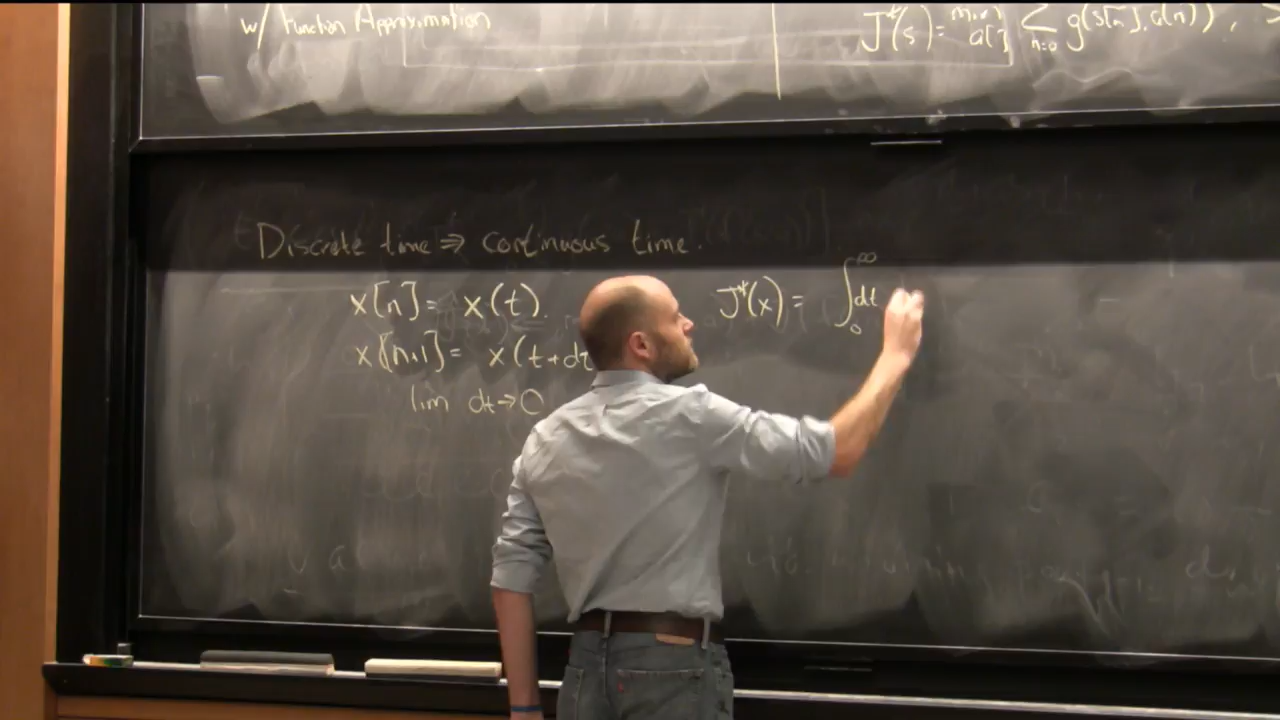 w/ Function Approximation
J*(s) = min a[.] Σ n=0 g(s[n], a[n]),
Discrete time ⇒ continuous time.
x[n] = x(t).
x[n+1] = x(t+dt
lim dt→0
J*(x) = ∫₀^∞ dt